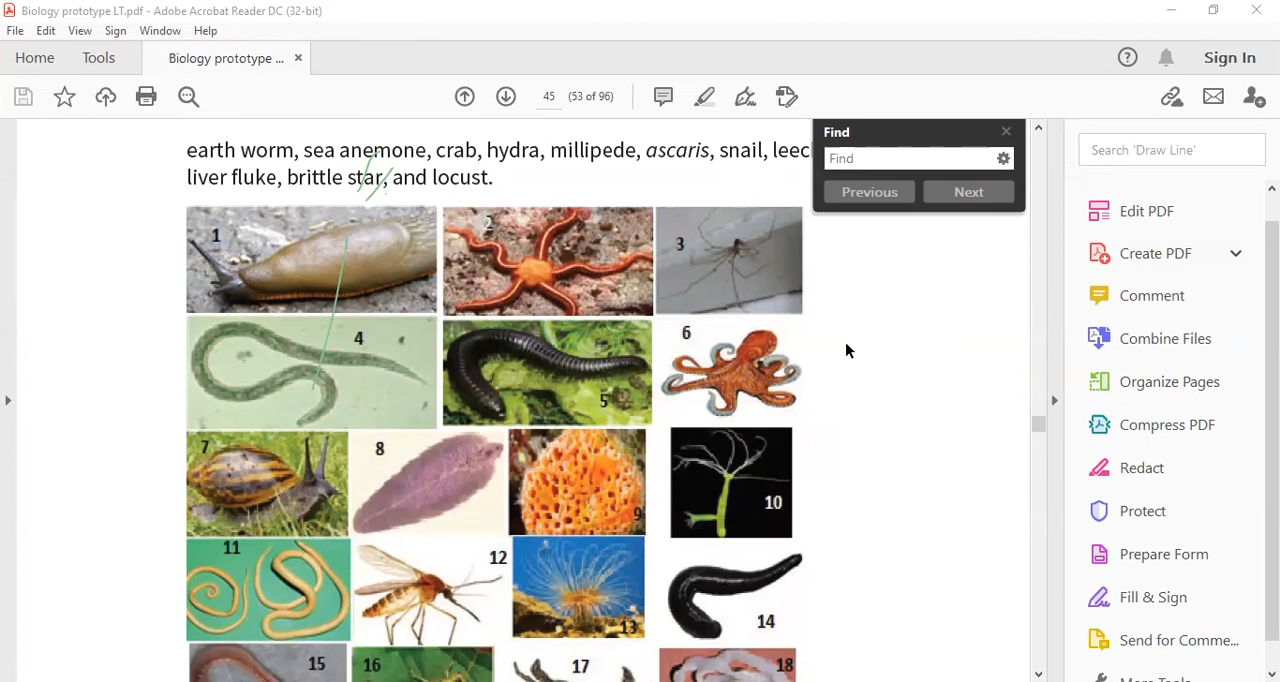 Biology prototype LT.pdf - Adobe Acrobat Reader DC (32-bit)
File Edit View Sign Window Help
Home Tools Biology prototype ... × Sign In
45 (53 of 96)
Find
Find
Previous Next
earth worm, sea anemone, crab, hydra, millipede, ascaris, snail, leec
liver fluke, brittle star, and locust.
1 2 3
4 5 6
7 8 9 10
11 12 13 14
15 16 17 18
Search 'Draw Line'
Edit PDF
Create PDF
Comment
Combine Files
Organize Pages
Compress PDF
Redact
Protect
Prepare Form
Fill & Sign
Send for Comme...
More Tools